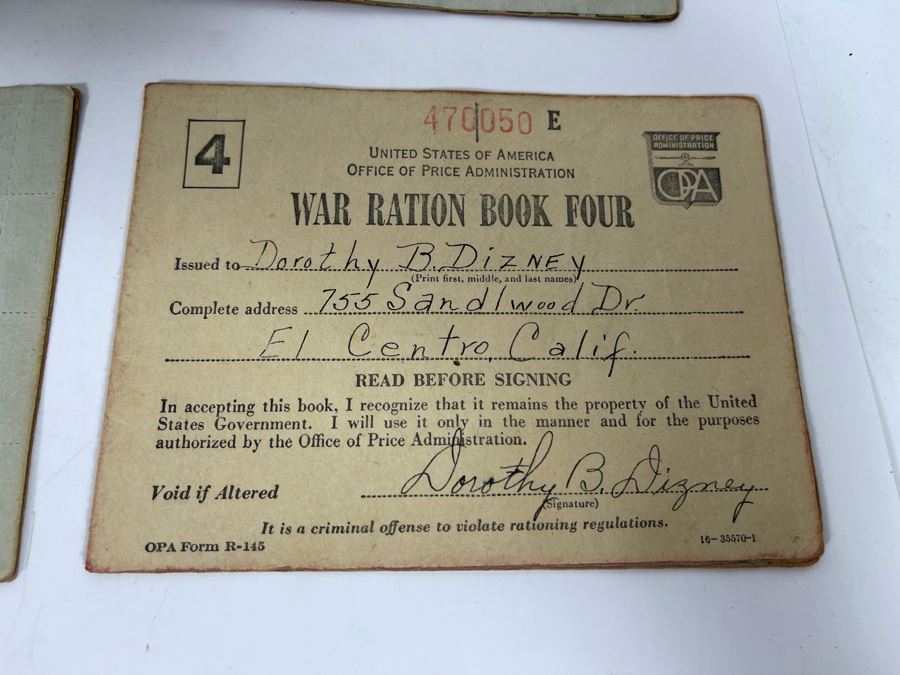 470050 E
4
OFFICE OF PRICE
ADMINISTRATION
OPA
UNITED STATES OF AMERICA
OFFICE OF PRICE ADMINISTRATION
WAR RATION BOOK FOUR
Issued to Dorothy B. Dizney
(Print first, middle, and last names)
Complete address 755 Sandlwood Dr.
El Centro, Calif.
READ BEFORE SIGNING
In accepting this book, I recognize that it remains the property of the United
States Government. I will use it only in the manner and for the purposes
authorized by the Office of Price Administration.
Void if Altered Dorothy B. Dizney
(Signature)
It is a criminal offense to violate rationing regulations.
OPA Form R-145 16-35570-1